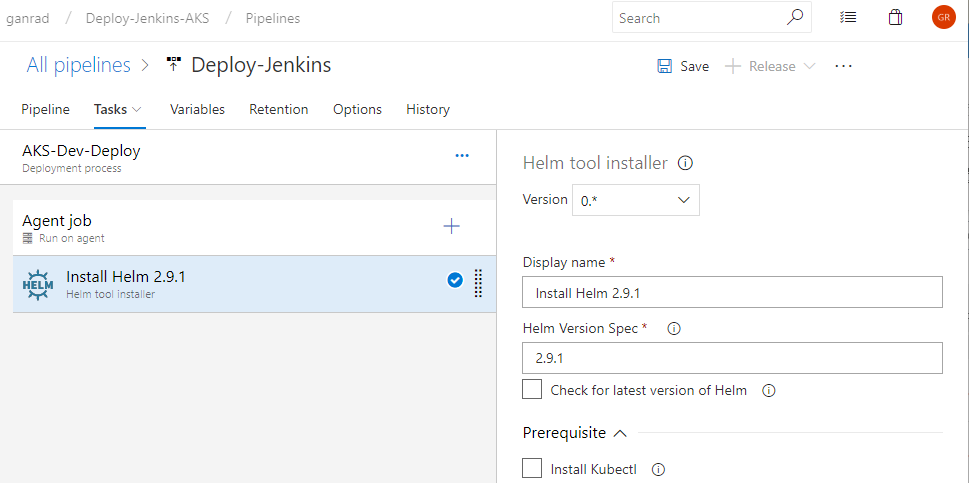 ganrad / Deploy-Jenkins-AKS / Pipelines
Search
GR
All pipelines > Deploy-Jenkins
Save
Release
Pipeline Tasks Variables Retention Options History
AKS-Dev-Deploy
Deployment process
Agent job
Run on agent
HELM
Install Helm 2.9.1
Helm tool installer
Helm tool installer
Version 0.*
Display name *
Install Helm 2.9.1
Helm Version Spec *
2.9.1
Check for latest version of Helm
Prerequisite
Install Kubectl